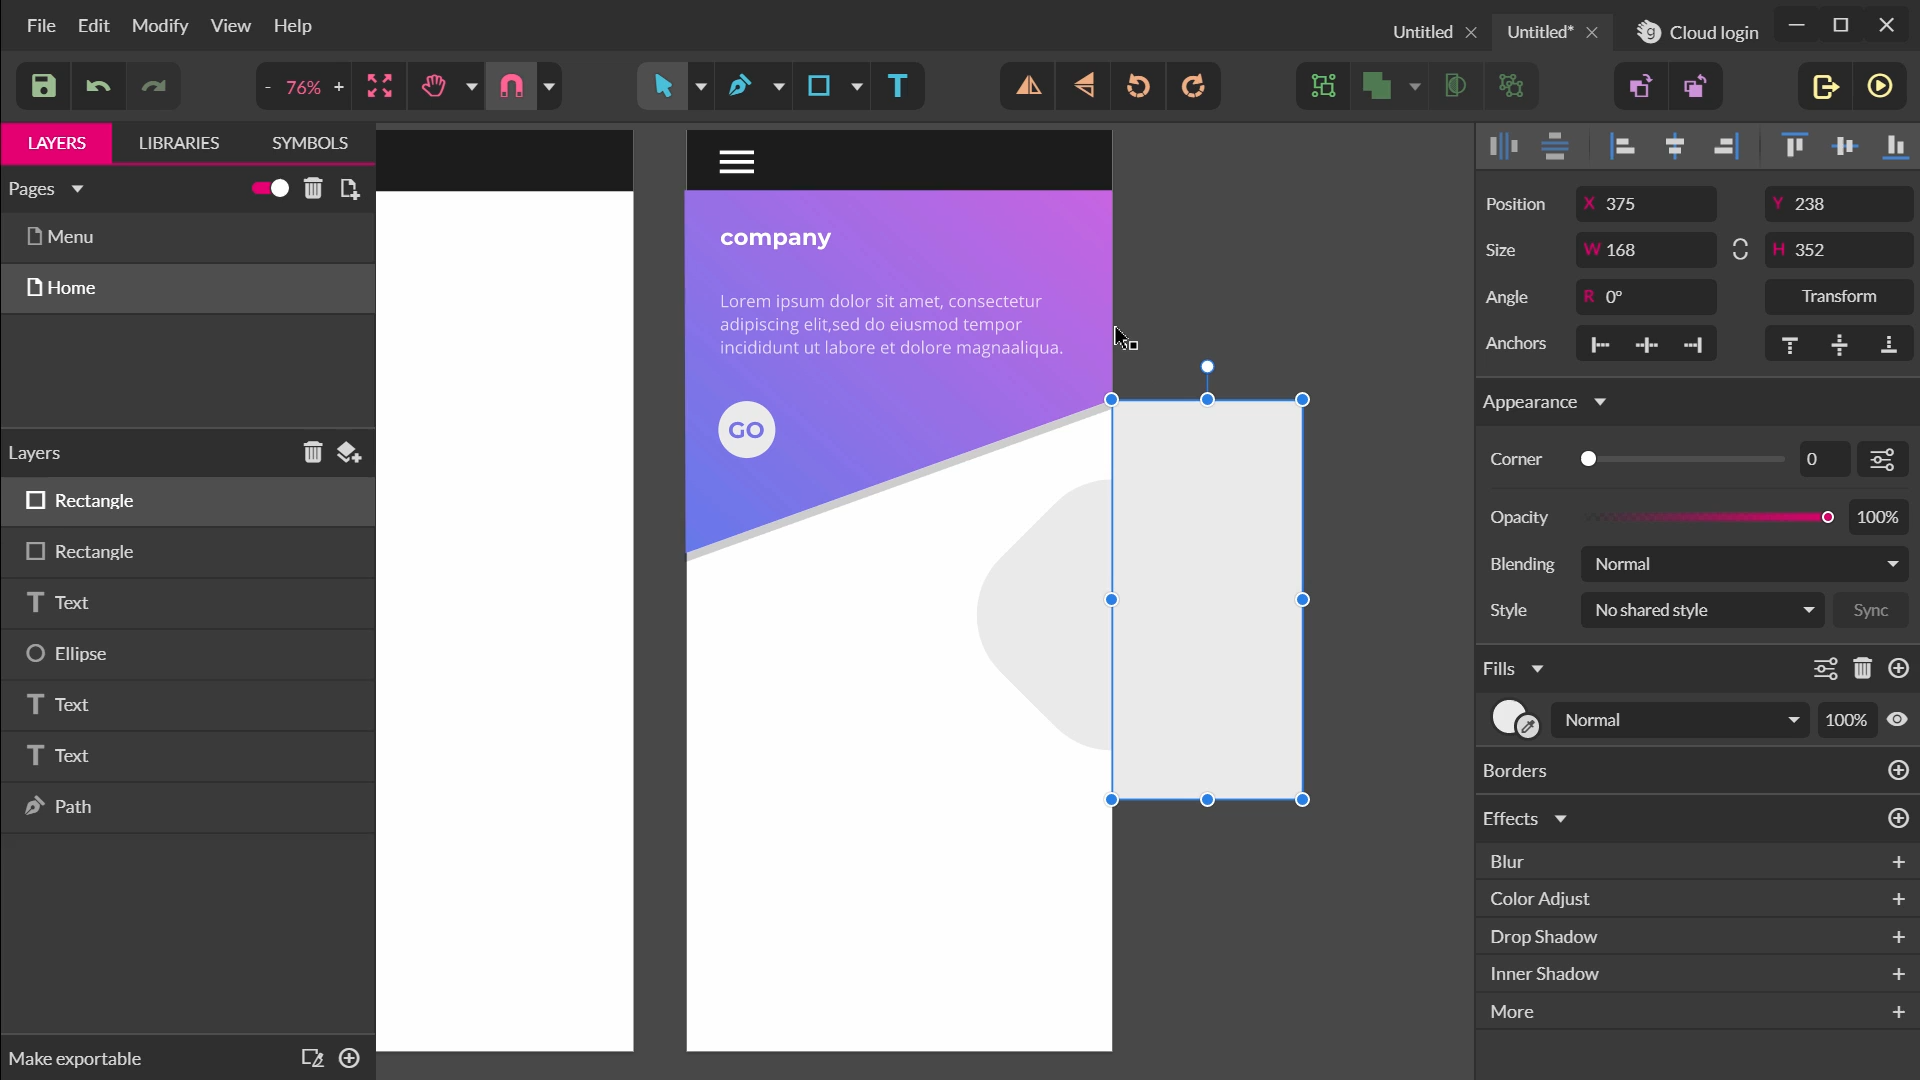 File Edit Modify View Help
Untitled Untitled* Cloud login
- 76% + T
LAYERS LIBRARIES SYMBOLS
Pages
Menu
Home
Layers
Rectangle
Rectangle
T Text
Ellipse
T Text
T Text
Path
Make exportable
company
Lorem ipsum dolor sit amet, consectetur
adipiscing elit,sed do eiusmod tempor
incididunt ut labore et dolore magnaaliqua.
GO
Position X 375 Y 238
Size W 168 H 352
Angle R 0° Transform
Anchors
Appearance
Corner 0
Opacity 100%
Blending Normal
Style No shared style Sync
Fills
Normal 100%
Borders
Effects
Blur +
Color Adjust +
Drop Shadow +
Inner Shadow +
More +